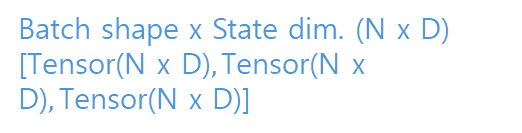 Batch shape x State dim. (N x D)
[Tensor(N x D), Tensor(N x
D), Tensor(N x D)]